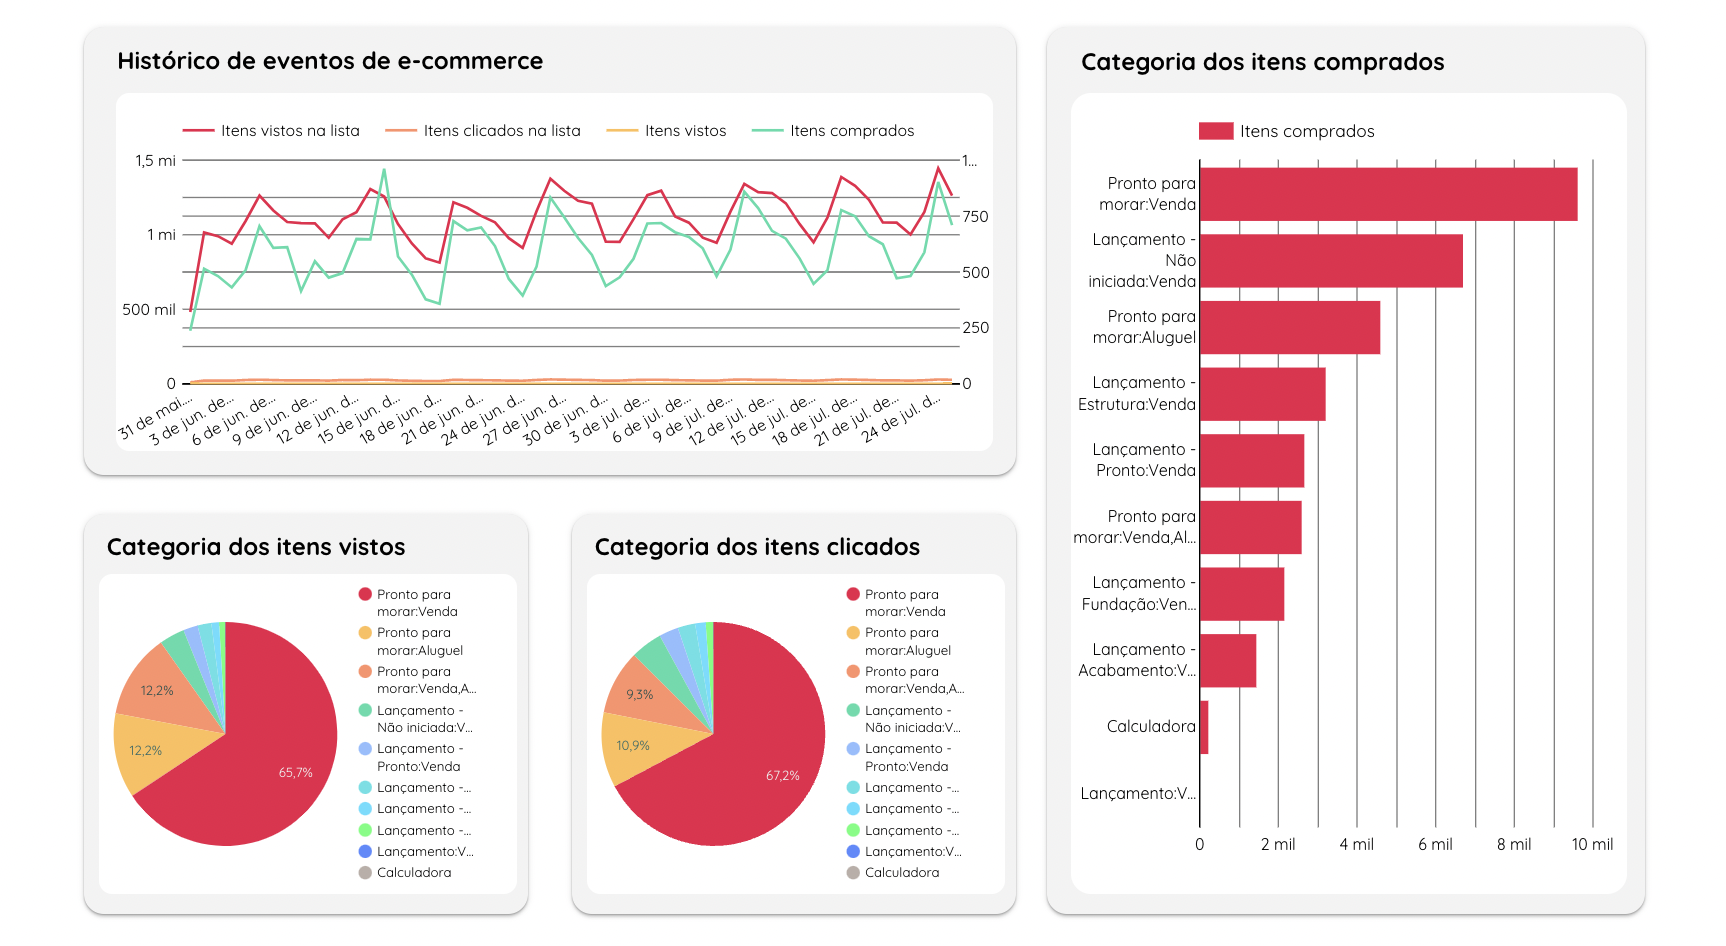 Histórico de eventos de e-commerce
Itens vistos na lista
Itens clicados na lista
Itens vistos
Itens comprados
1,5 mi
1 mi
500 mil
0
1...
750
500
250
0
31 de mai....
3 de jun. de...
6 de jun. de...
9 de jun. de...
12 de jun. d...
15 de jun. d...
18 de jun. d...
21 de jun. d...
24 de jun. d...
27 de jun. d...
30 de jun. d...
3 de jul. de...
6 de jul. de...
9 de jul. de...
12 de jul. de...
15 de jul. de...
18 de jul. de...
21 de jul. de...
24 de jul. d...
Categoria dos itens vistos
65,7%
12,2%
12,2%
Pronto para
morar:Venda
Pronto para
morar:Aluguel
Pronto para
morar:Venda,A...
Lançamento -
Não iniciada:V...
Lançamento -
Pronto:Venda
Lançamento -...
Lançamento -...
Lançamento -...
Lançamento:V...
Calculadora
Categoria dos itens clicados
67,2%
10,9%
9,3%
Pronto para
morar:Venda
Pronto para
morar:Aluguel
Pronto para
morar:Venda,A...
Lançamento -
Não iniciada:V...
Lançamento -
Pronto:Venda
Lançamento -...
Lançamento -...
Lançamento -...
Lançamento:V...
Calculadora
Categoria dos itens comprados
Itens comprados
Pronto para
morar:Venda
Lançamento -
Não
iniciada:Venda
Pronto para
morar:Aluguel
Lançamento -
Estrutura:Venda
Lançamento -
Pronto:Venda
Pronto para
morar:Venda,Al...
Lançamento -
Fundação:Ven...
Lançamento -
Acabamento:V...
Calculadora
Lançamento:V...
0
2 mil
4 mil
6 mil
8 mil
10 mil